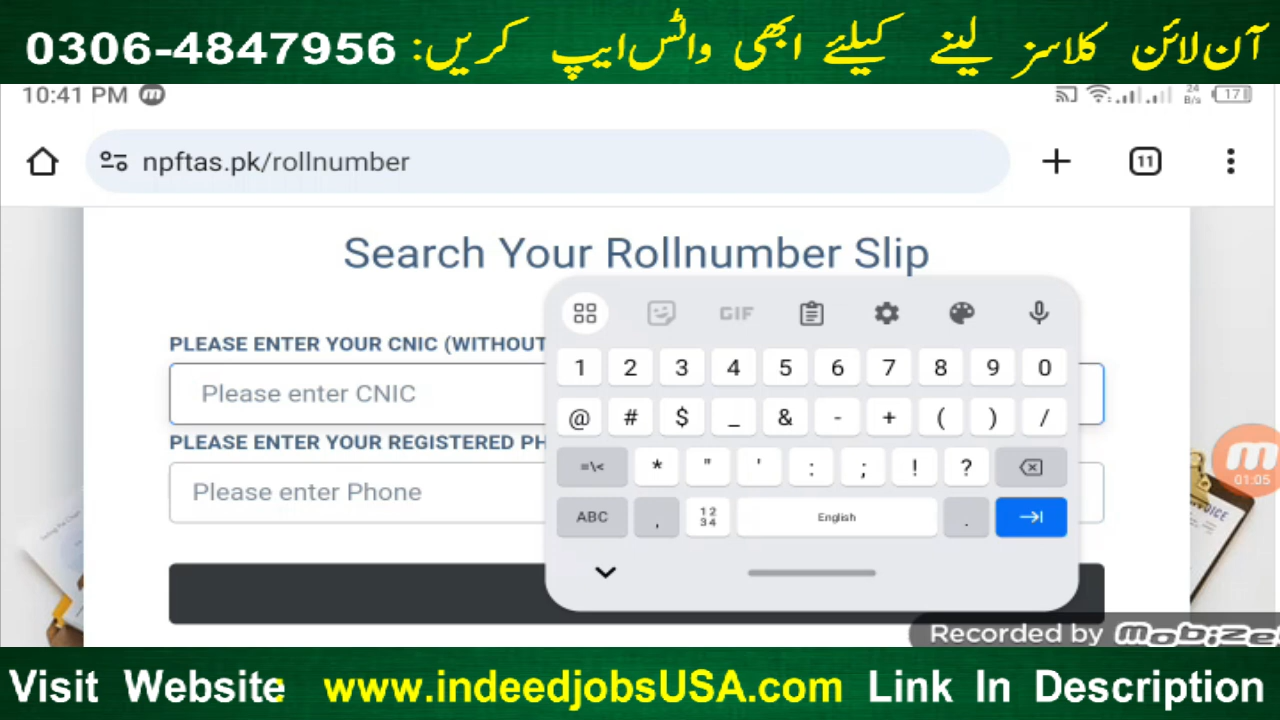 آن لائن کلاسز لینے کیلئے ابھی واٹس ایپ کریں: 0306-4847956
10:41 PM
24 B/s
17
npftas.pk/rollnumber
11
Search Your Rollnumber Slip
PLEASE ENTER YOUR CNIC (WITHOUT
Please enter CNIC
PLEASE ENTER YOUR REGISTERED PH
Please enter Phone
GIF
1 2 3 4 5 6 7 8 9 0
@ # $ _ & - + ( ) /
=\< * " ' : ; ! ?
ABC , 12 34 English .
01:05
INVOICE
Recorded by mobizen
Visit Website www.indeedjobsUSA.com Link In Description